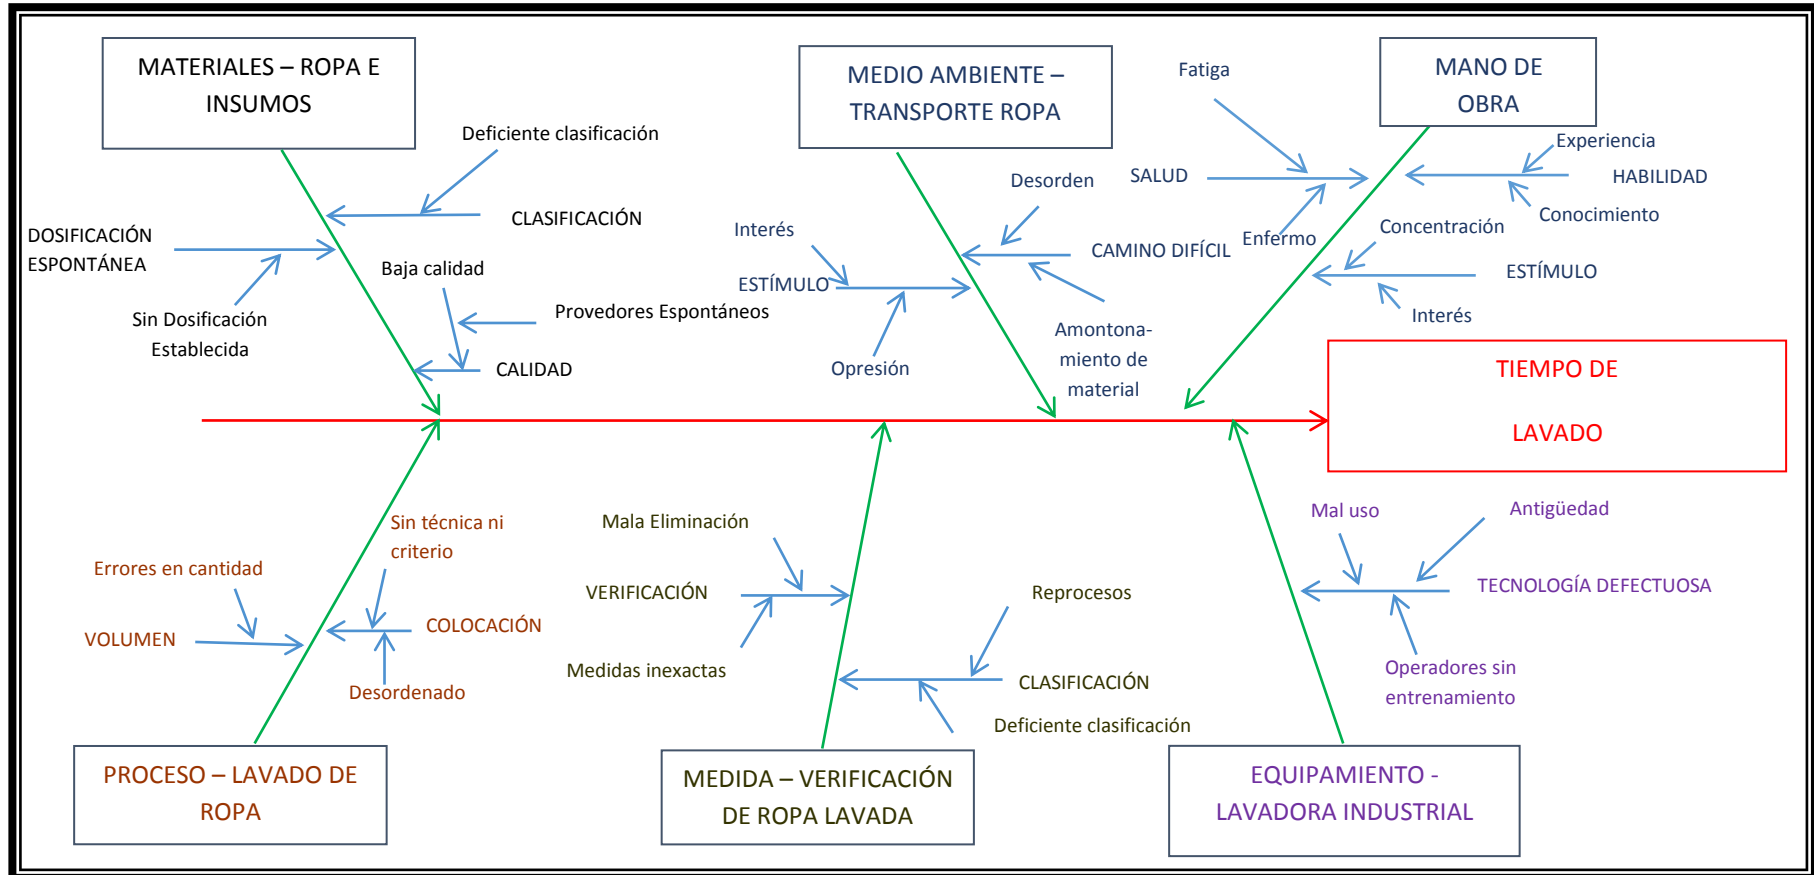 MATERIALES – ROPA E
INSUMOS
MEDIO AMBIENTE –
TRANSPORTE ROPA
MANO DE
OBRA
Fatiga
Deficiente clasificación
Experiencia
Desorden
SALUD
HABILIDAD
CLASIFICACIÓN
Conocimiento
DOSIFICACIÓN
ESPONTÁNEA
Interés
Concentración
Enfermo
CAMINO DIFÍCIL
Baja calidad
ESTÍMULO
ESTÍMULO
Sin Dosificación
Establecida
Provedores Espontáneos
Interés
Amontona-
miento de
material
Opresión
CALIDAD
TIEMPO DE
LAVADO
Sin técnica ni
criterio
Mala Eliminación
Mal uso
Antigüedad
Errores en cantidad
VERIFICACIÓN
Reprocesos
TECNOLOGÍA DEFECTUOSA
VOLUMEN
COLOCACIÓN
Medidas inexactas
Operadores sin
entrenamiento
Desordenado
CLASIFICACIÓN
Deficiente clasificación
PROCESO – LAVADO DE
ROPA
MEDIDA – VERIFICACIÓN
DE ROPA LAVADA
EQUIPAMIENTO -
LAVADORA INDUSTRIAL